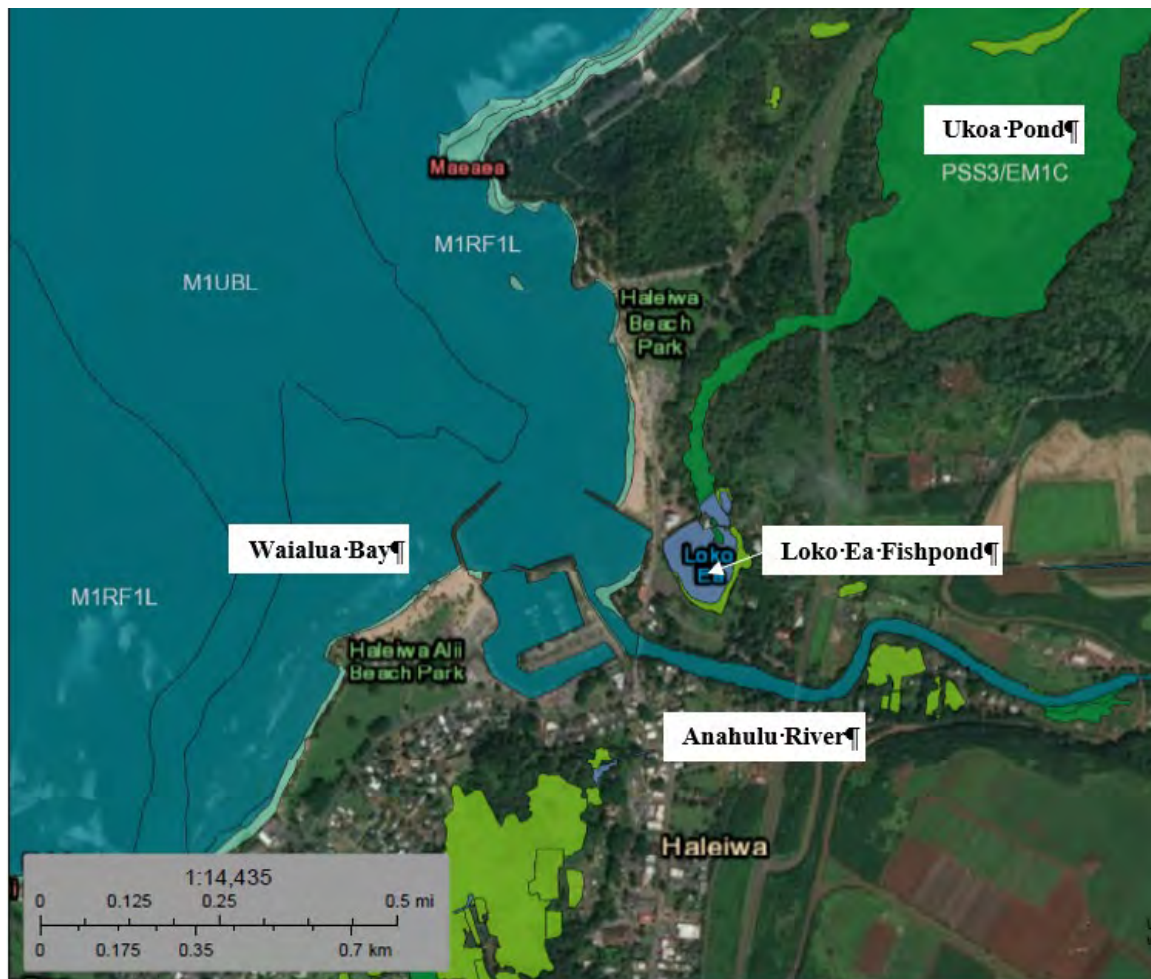 Ukoa·Pond¶
PSS3/EM1C
Maeaea
M1RF1L
M1UBL
Haleiwa
Beach
Park
Waialua·Bay¶
Loko
Ea
Loko·Ea·Fishpond¶
M1RF1L
Haleiwa Alii
Beach Park
Anahulu·River¶
Haleiwa
1:14,435
0 0.125 0.25 0.5 mi
0 0.175 0.35 0.7 km